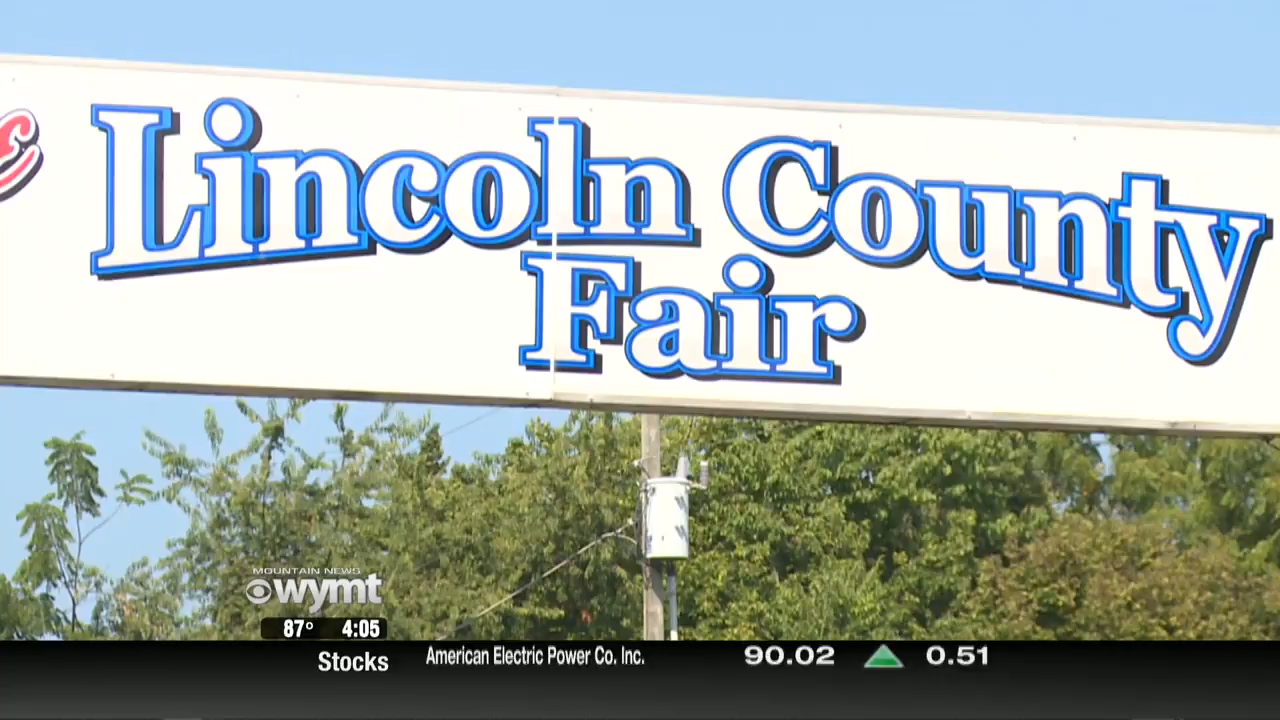 Lincoln County
Fair
MOUNTAIN NEWS
wymt
87° 4:05
Stocks American Electric Power Co. Inc. 90.02 0.51